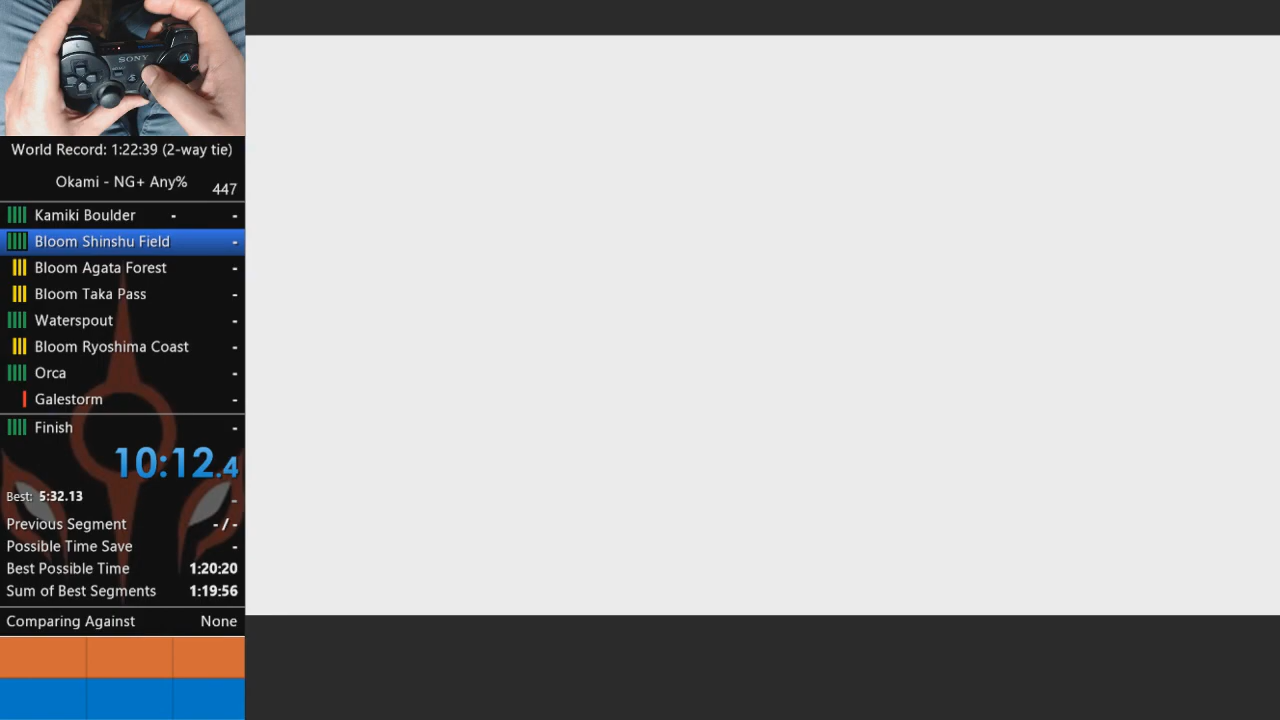 SONY
World Record: 1:22:39 (2-way tie)
Okami - NG+ Any%
447
Kamiki Boulder - -
Bloom Shinshu Field -
Bloom Agata Forest -
Bloom Taka Pass -
Waterspout -
Bloom Ryoshima Coast -
Orca -
Galestorm -
Finish -
10:12.4
Best: 5:32.13 -
Previous Segment - / -
Possible Time Save -
Best Possible Time 1:20:20
Sum of Best Segments 1:19:56
Comparing Against None